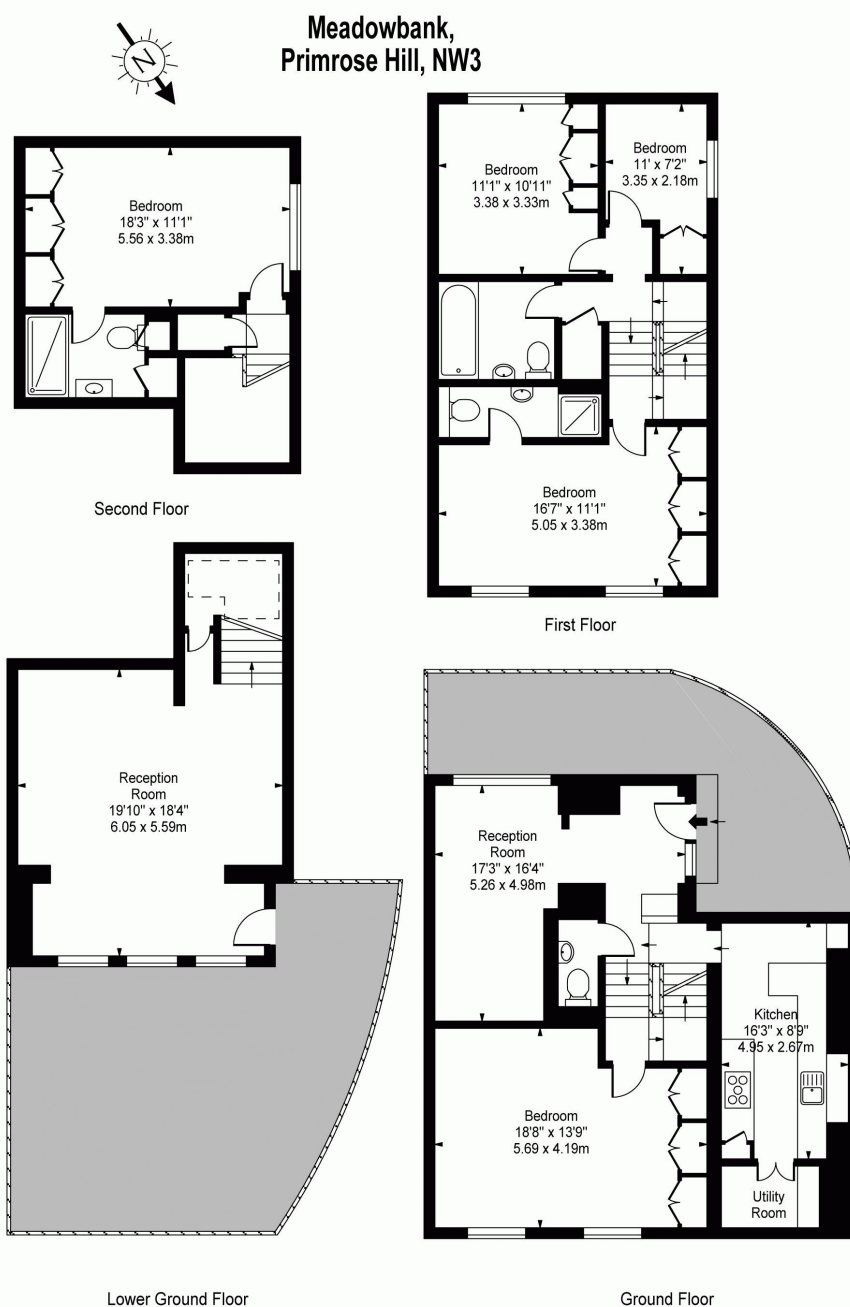 Meadowbank,
Primrose Hill, NW3
N
Bedroom
18'3" x 11'1"
5.56 x 3.38m
Second Floor
Bedroom
11'1" x 10'11"
3.38 x 3.33m
Bedroom
11' x 7'2"
3.35 x 2.18m
Bedroom
16'7" x 11'1"
5.05 x 3.38m
First Floor
Reception
Room
19'10" x 18'4"
6.05 x 5.59m
Lower Ground Floor
Reception
Room
17'3" x 16'4"
5.26 x 4.98m
Kitchen
16'3" x 8'9"
4.95 x 2.67m
Bedroom
18'8" x 13'9"
5.69 x 4.19m
Utility
Room
Ground Floor